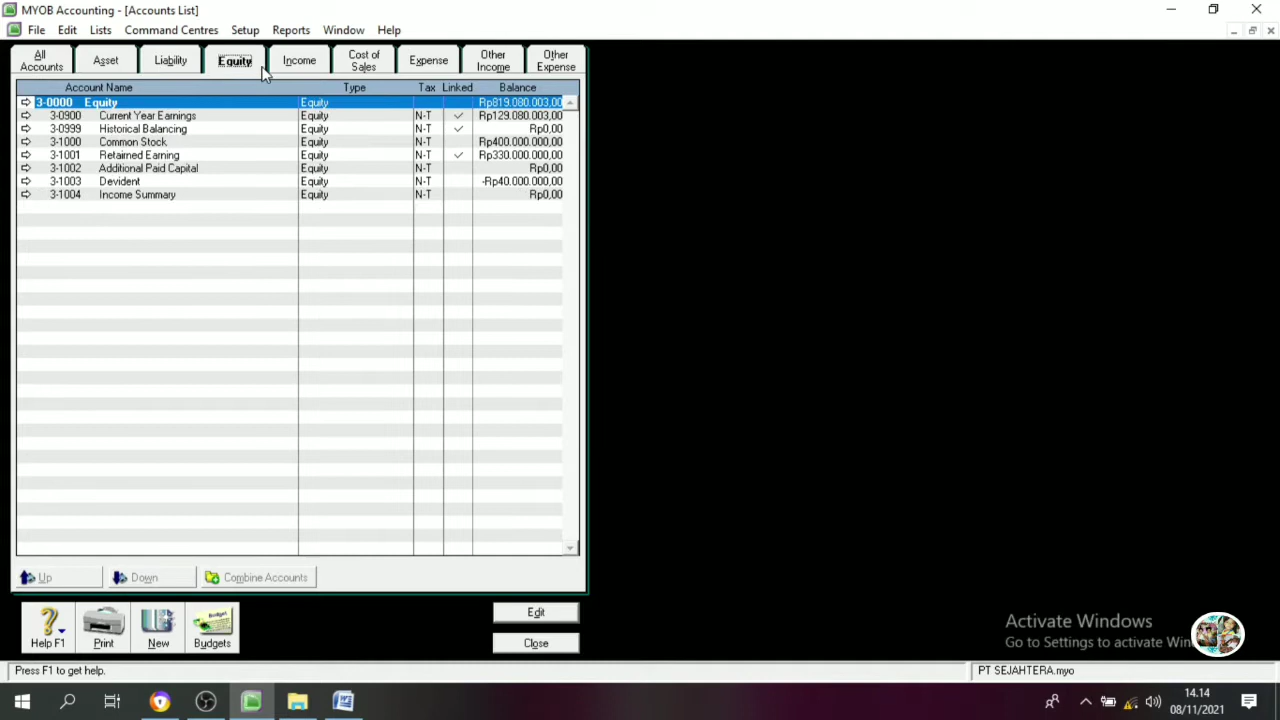 MYOB Accounting - [Accounts List]
File Edit Lists Command Centres Setup Reports Window Help
All Accounts Asset Liability Equity Income Cost of Sales Expense Other Income Other Expense
Account Name Type Tax Linked Balance
3-0000 Equity Equity Rp819.080.003,00
3-0900 Current Year Earnings Equity N-T Rp129.080.003,00
3-0999 Historical Balancing Equity N-T Rp0,00
3-1000 Common Stock Equity N-T Rp400.000.000,00
3-1001 Retairned Earning Equity N-T Rp330.000.000,00
3-1002 Additional Paid Capital Equity N-T Rp0,00
3-1003 Devident Equity N-T -Rp40.000.000,00
3-1004 Income Summary Equity N-T Rp0,00
Up Down Combine Accounts
Help F1 Print New Budgets
Edit
Close
Activate Windows
Go to Settings to activate Win
Press F1 to get help.
PT SEJAHTERA.myo
14.14
08/11/2021